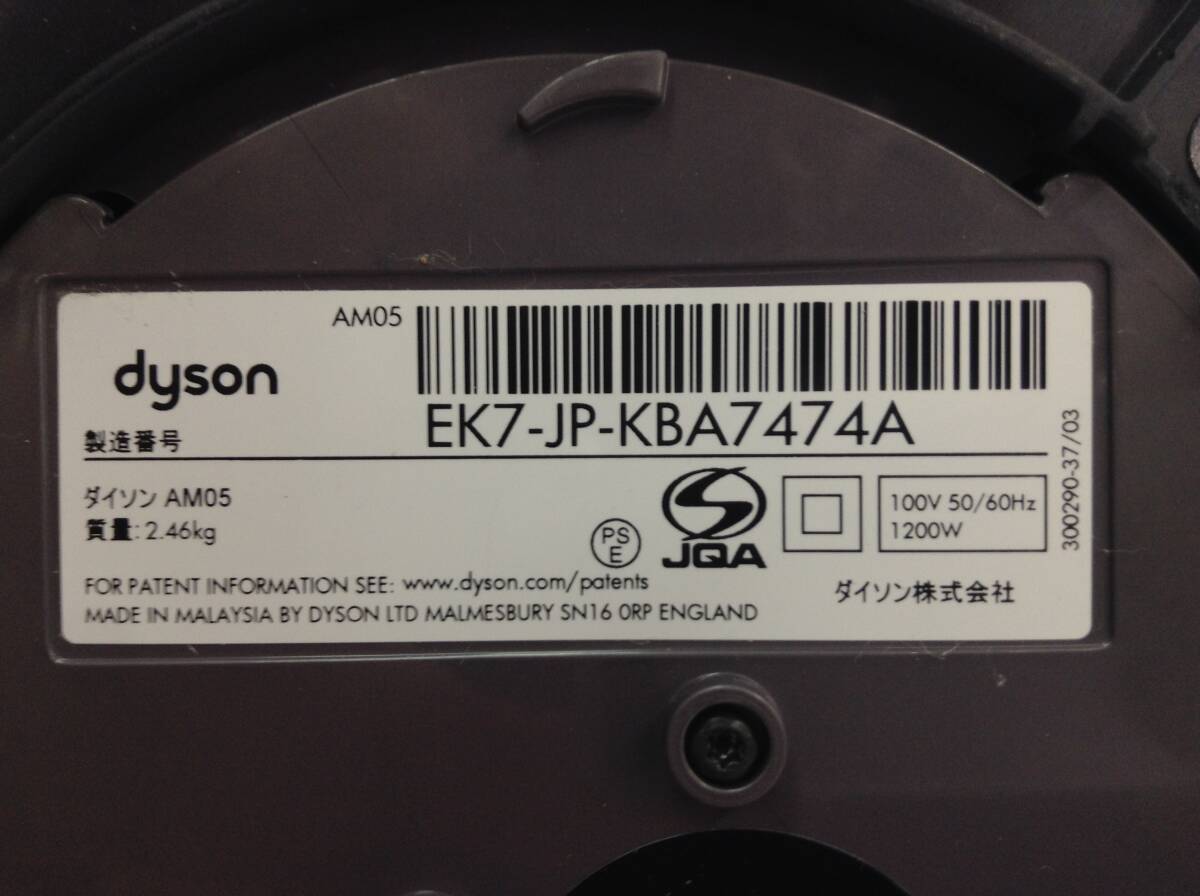 AM05
dyson
製造番号 EK7-JP-KBA7474A
ダイソン AM05
質量: 2.46kg
PS
E
JQA
100V 50/60Hz
1200W
300290-37/03
FOR PATENT INFORMATION SEE: www.dyson.com/patents
ダイソン株式会社
MADE IN MALAYSIA BY DYSON LTD MALMESBURY SN16 0RP ENGLAND